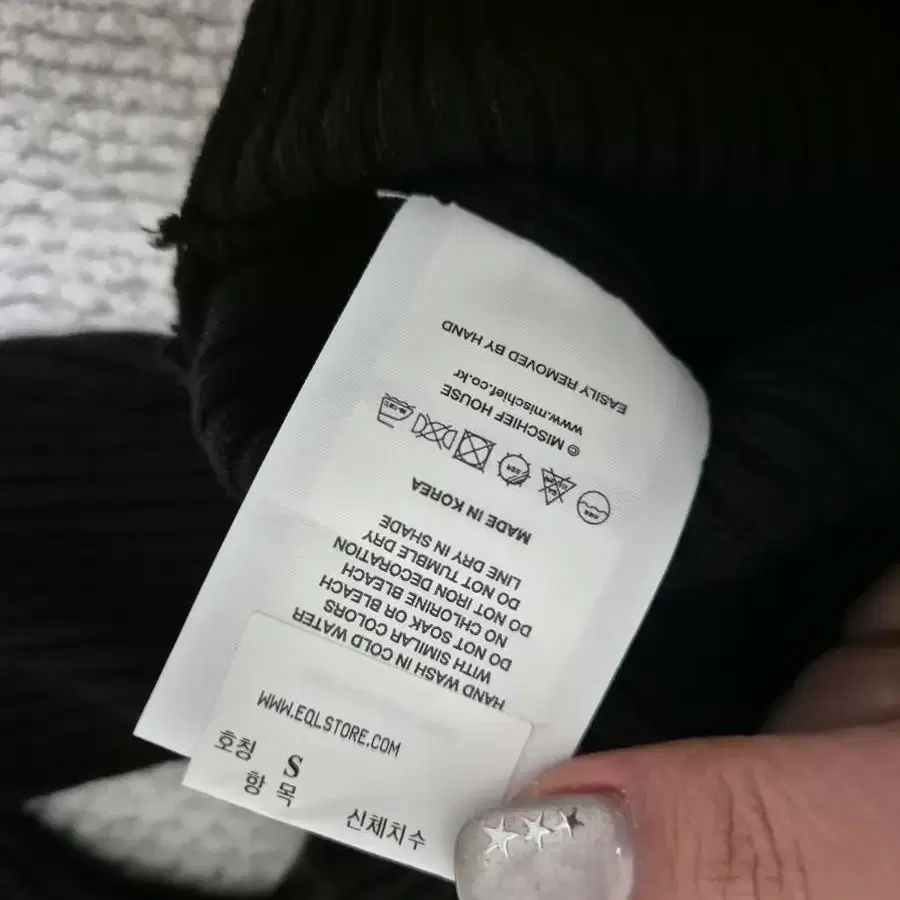 HAND WASH IN COLD WATER
WITH SIMILAR COLORS
DO NOT SOAK OR BLEACH
NO CHLORINE BLEACH
DO NOT IRON DECORATION
DO NOT TUMBLE DRY
LINE DRY IN SHADE
MADE IN KOREA
© MISCHIEF HOUSE
www.mischief.co.kr
EASILY REMOVED BY HAND
WWW.EQLSTORE.COM
호칭 S
항 목
신체치수